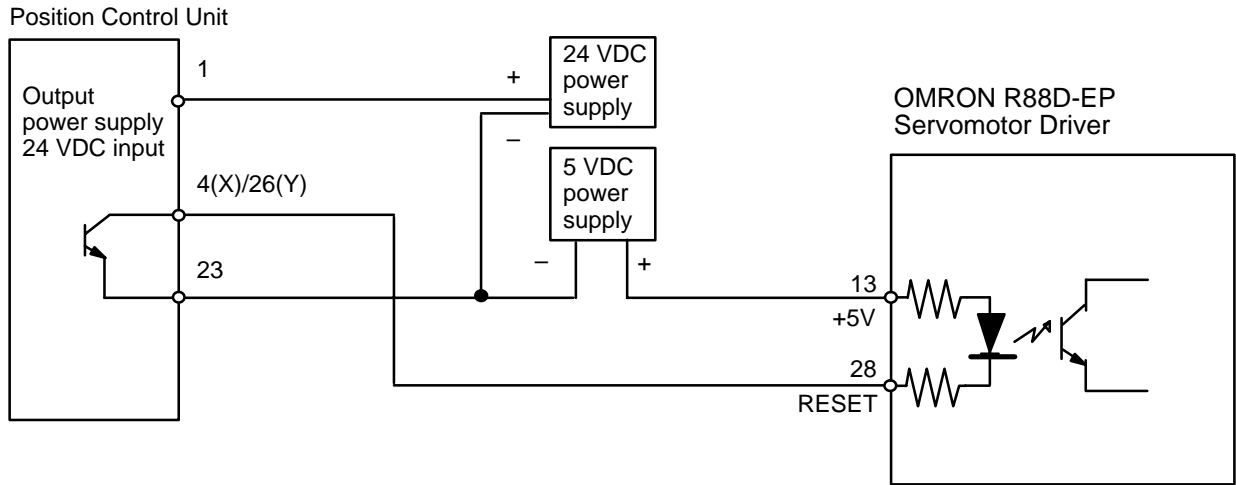 Position Control Unit
1
Output
power supply
24 VDC input
+
–
24 VDC
power
supply
4(X)/26(Y)
5 VDC
power
supply
23
–
+
OMRON R88D-EP
Servomotor Driver
13
+5V
28
RESET